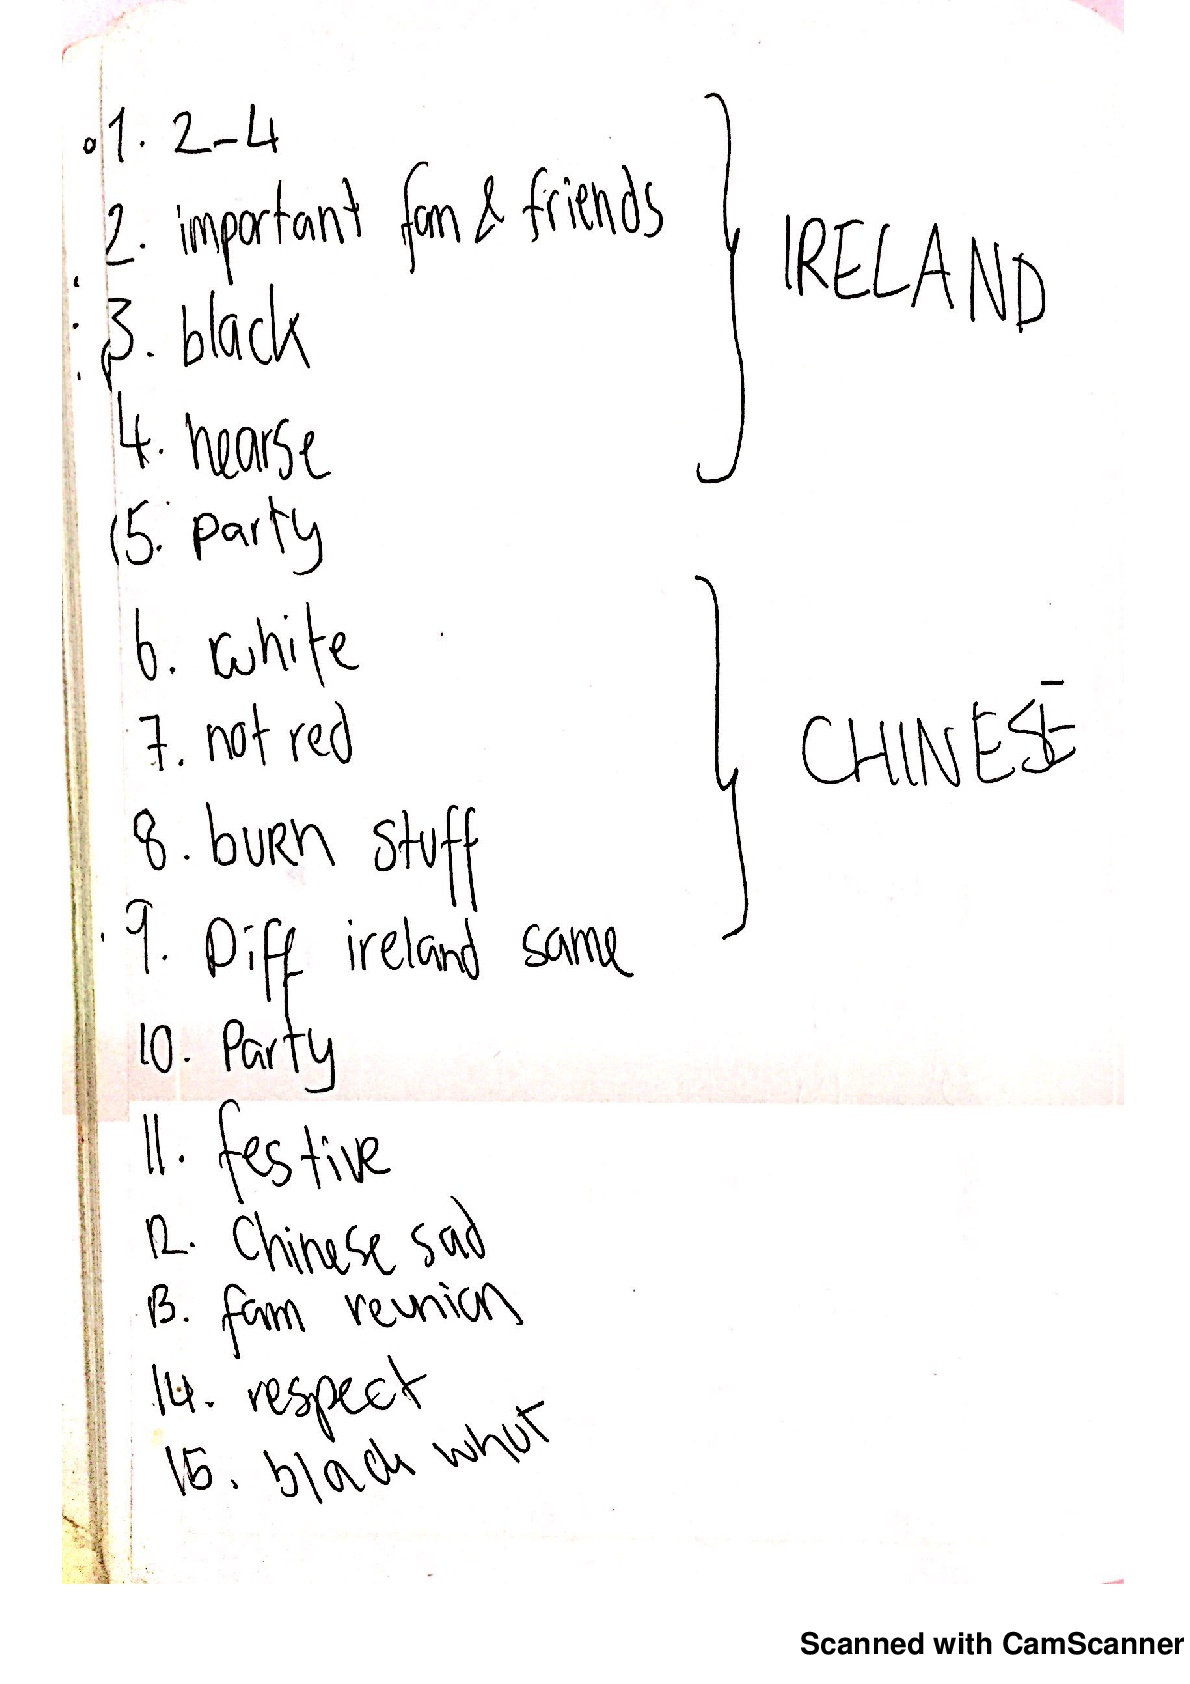 1. 2-4
2. important fam & friends
3. black
IRELAND
4. hearse
5. party
6. white
7. not red
CHINESE
8. burn stuff
9. Diff ireland same
10. Party
11. festive
12. Chinese sad
13. fam reunion
14. respect
15. black whit
Scanned with CamScanner